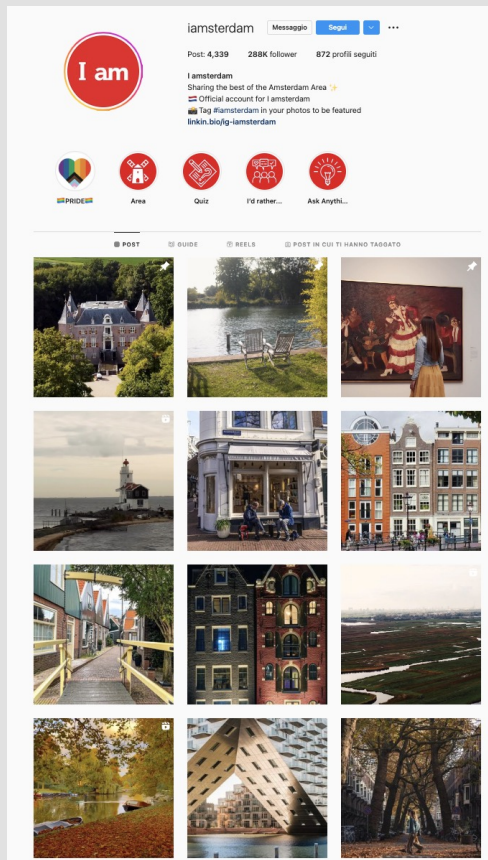 I am
iamsterdam Messaggio Segui
Post: 4,339 288K follower 872 profili seguiti
I amsterdam
Sharing the best of the Amsterdam Area ✨
🇳🇱 Official account for I amsterdam
📸 Tag #iamsterdam in your photos to be featured
linkin.bio/ig-iamsterdam
🏳️‍🌈PRIDE🏳️‍🌈 Area Quiz I'd rather... Ask Anythi...
POST GUIDE REELS POST IN CUI TI HANNO TAGGATO